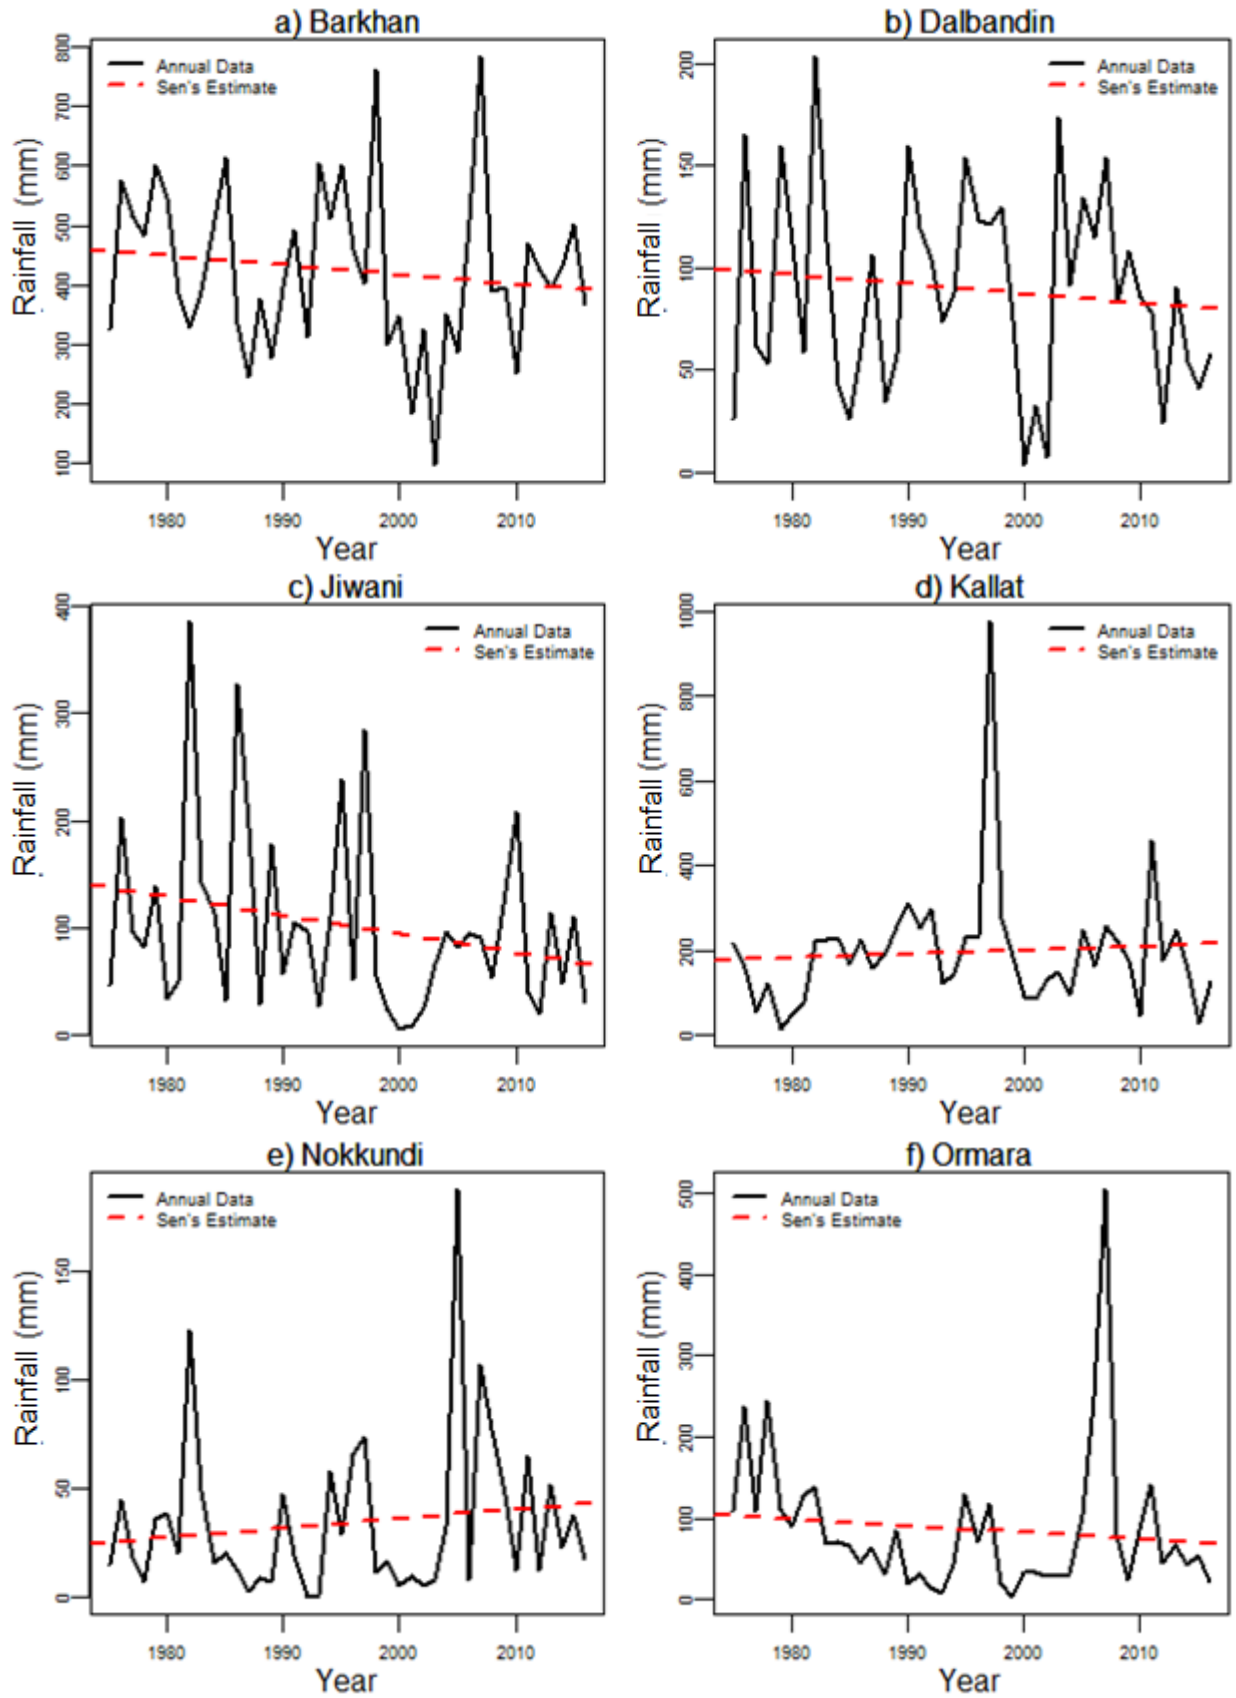 a) Barkhan
Annual Data
Sen's Estimate
Rainfall (mm)
800
700
600
500
400
300
200
100
1980 1990 2000 2010
Year
b) Dalbandin
Annual Data
Sen's Estimate
Rainfall (mm)
200
150
100
50
0
1980 1990 2000 2010
Year
c) Jiwani
Annual Data
Sen's Estimate
Rainfall (mm)
400
300
200
100
0
1980 1990 2000 2010
Year
d) Kallat
Annual Data
Sen's Estimate
Rainfall (mm)
1000
800
600
400
200
0
1980 1990 2000 2010
Year
e) Nokkundi
Annual Data
Sen's Estimate
Rainfall (mm)
150
100
50
0
1980 1990 2000 2010
Year
f) Ormara
Annual Data
Sen's Estimate
Rainfall (mm)
500
400
300
200
100
0
1980 1990 2000 2010
Year